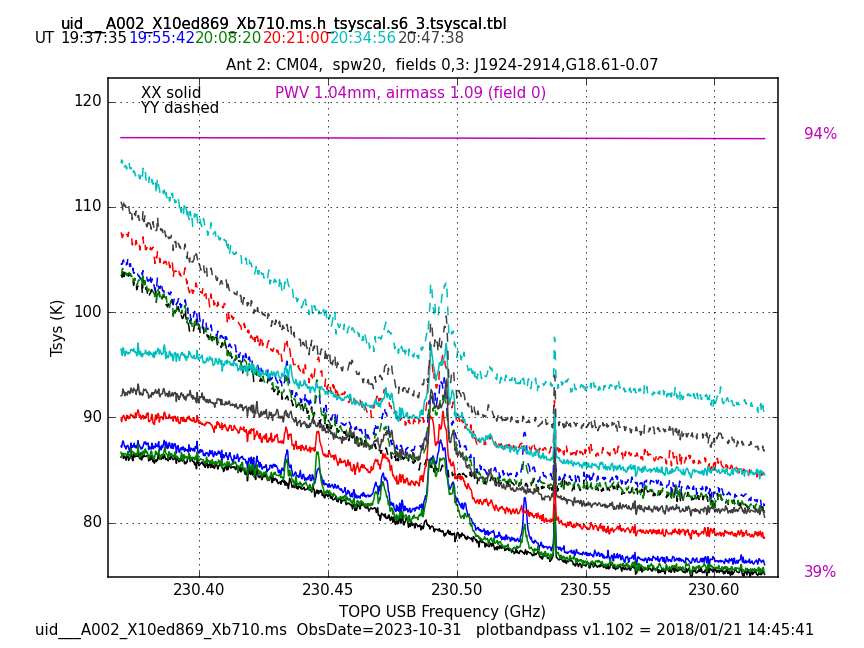 uid___A002_X10ed869_Xb710.ms.h_tsyscal.s6_3.tsyscal.tbl
UT 19:37:35 19:55:42 20:08:20 20:21:00 20:34:56 20:47:38
Ant 2: CM04, spw20, fields 0,3: J1924-2914,G18.61-0.07
XX solid PWV 1.04mm, airmass 1.09 (field 0)
YY dashed
120
94%
110
100
Tsys (K)
90
80
39%
230.40 230.45 230.50 230.55 230.60
TOPO USB Frequency (GHz)
uid___A002_X10ed869_Xb710.ms ObsDate=2023-10-31 plotbandpass v1.102 = 2018/01/21 14:45:41